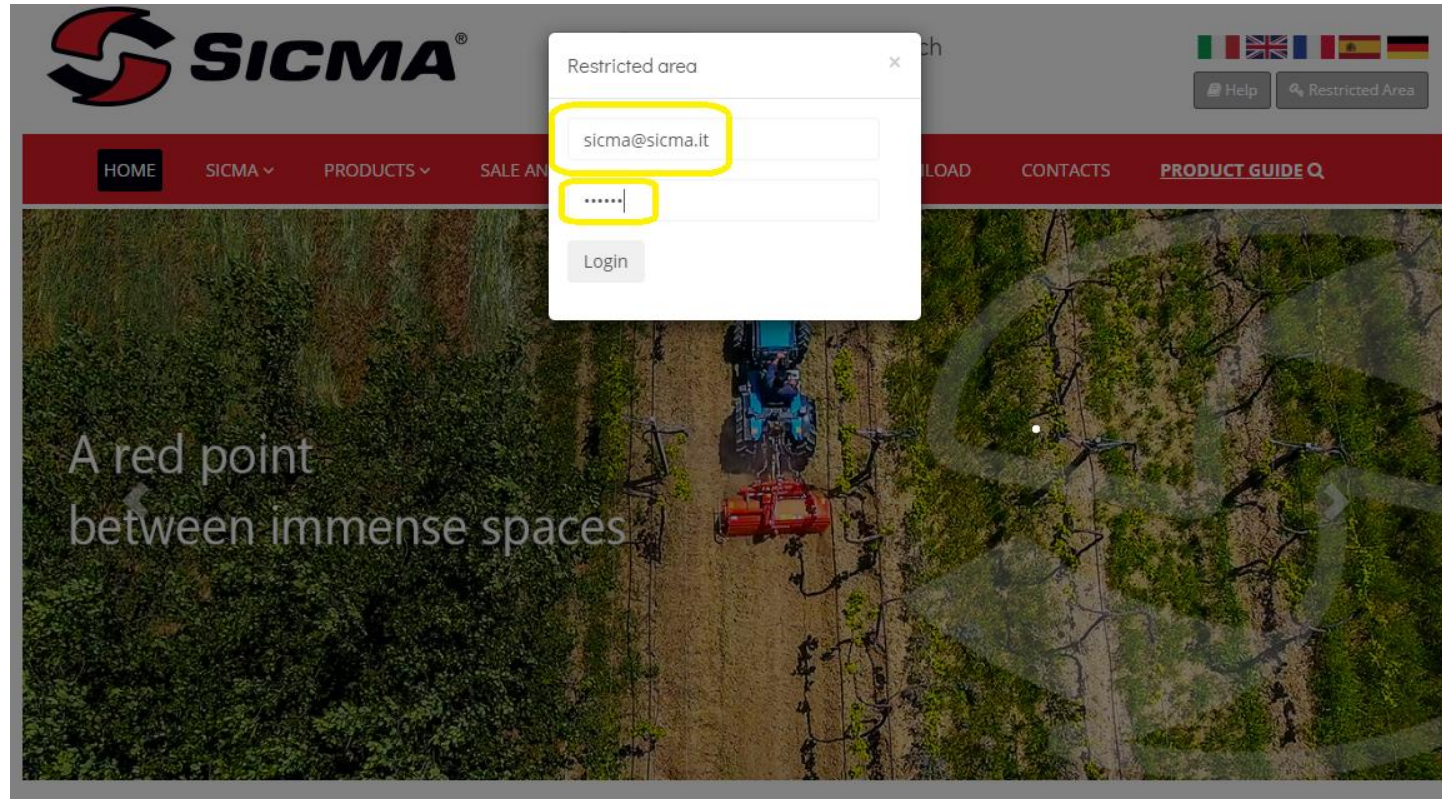 SICMA®
ch
Help
Restricted Area
Restricted area
×
sicma@sicma.it
••••••
Login
HOME
SICMA
PRODUCTS
SALE AN
LOAD
CONTACTS
PRODUCT GUIDE
A red point
between immense spaces